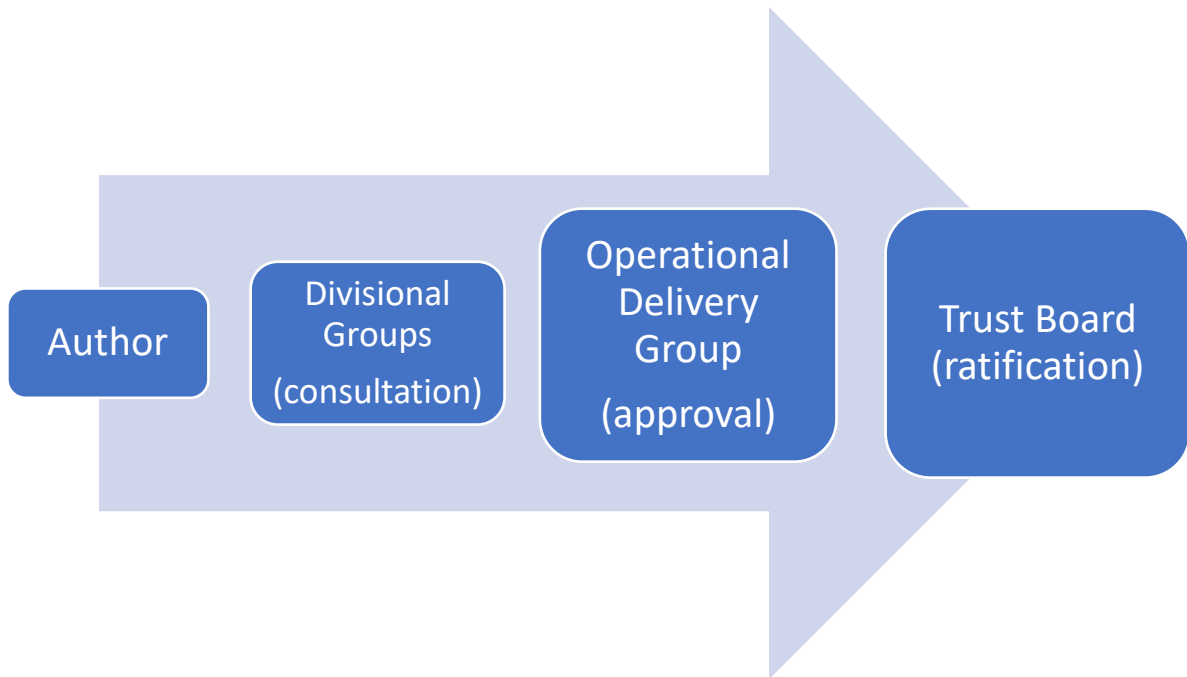 Author
Divisional
Groups
(consultation)
Operational
Delivery
Group
(approval)
Trust Board
(ratification)